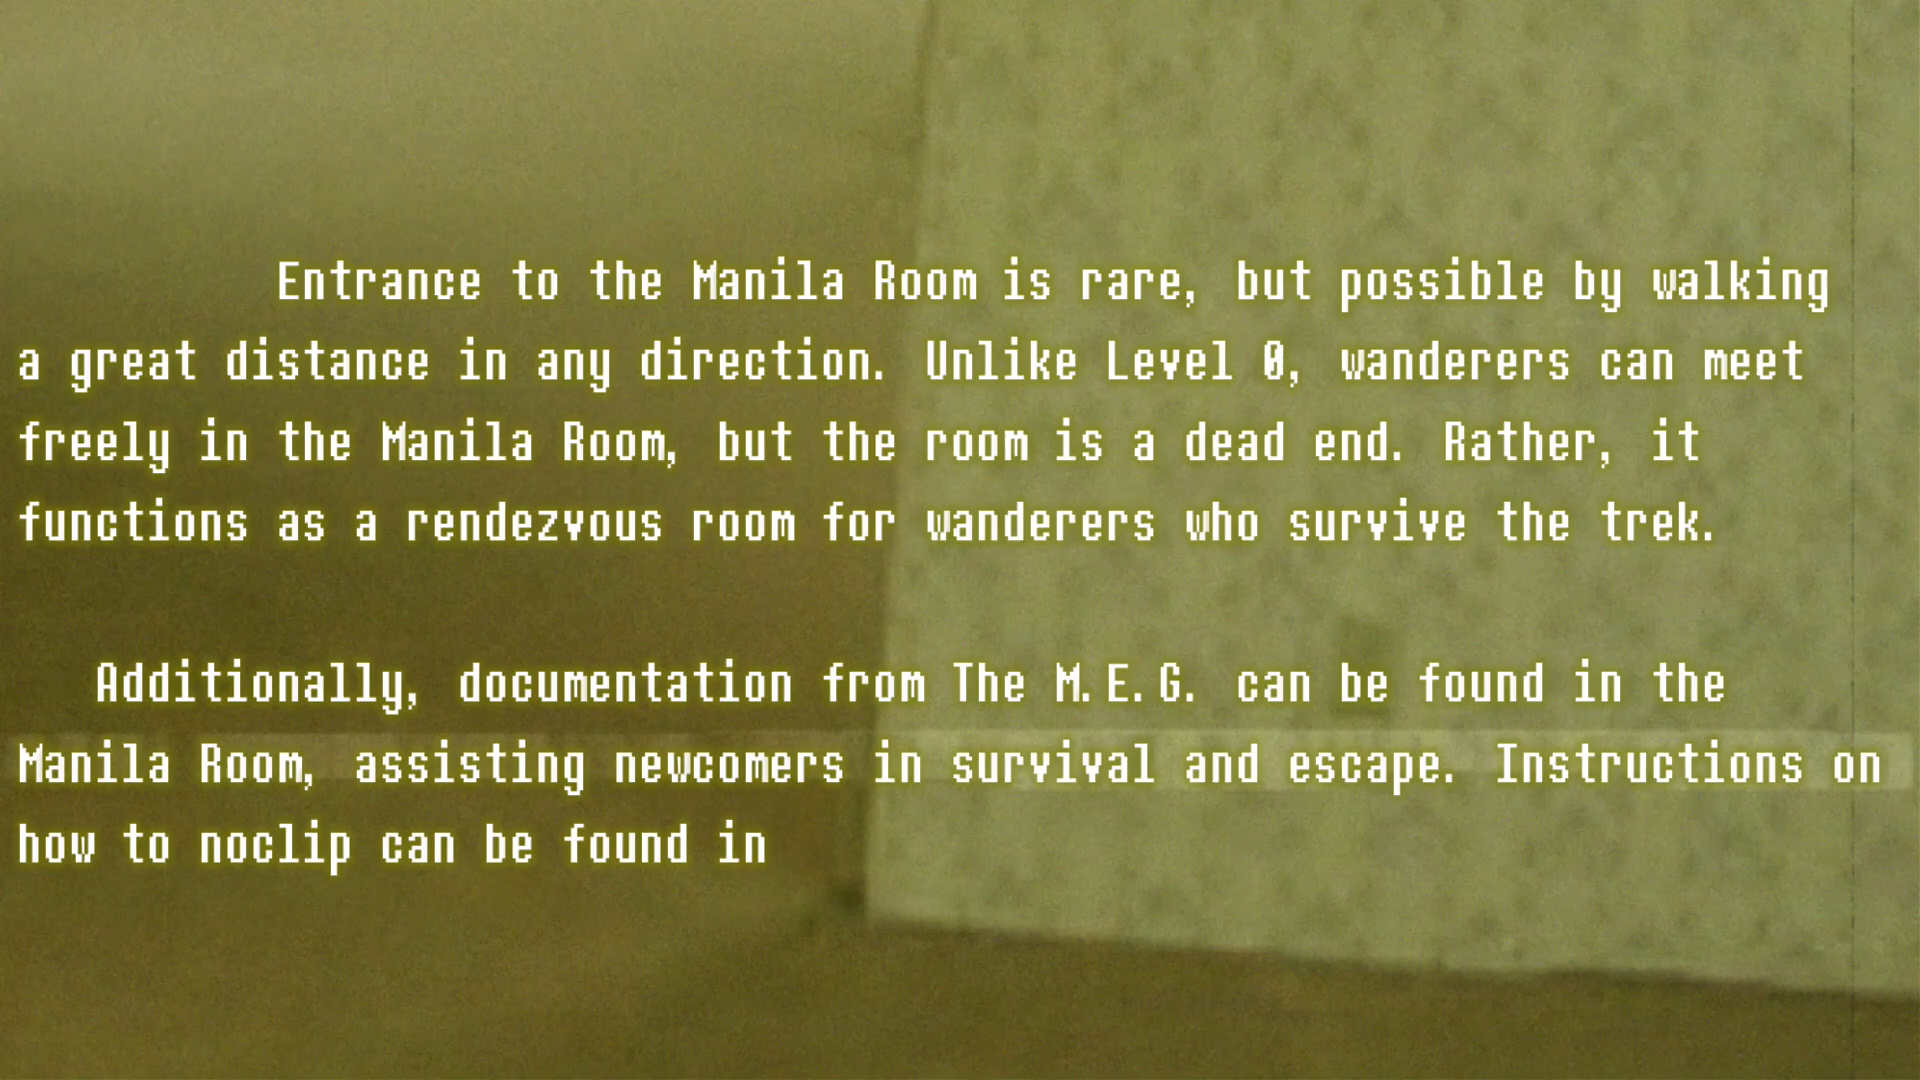 Entrance to the Manila Room is rare, but possible by walking
a great distance in any direction. Unlike Level 0, wanderers can meet
freely in the Manila Room, but the room is a dead end. Rather, it
functions as a rendezvous room for wanderers who survive the trek.
Additionally, documentation from The M.E.G. can be found in the
Manila Room, assisting newcomers in survival and escape. Instructions on
how to noclip can be found in